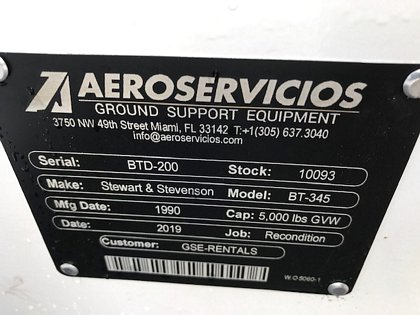 AEROSERVICIOS
GROUND SUPPORT EQUIPMENT
3750 NW 49th Street Miami, FL 33142 T:+1(305) 637.3040
info@aeroservicios.com
Serial: BTD-200 Stock: 10093
Make: Stewart & Stevenson Model: BT-345
Mfg Date: 1990 Cap: 5,000 lbs GVW
Date: 2019 Job: Recondition
Customer: GSE-RENTALS
W.O 5060-1